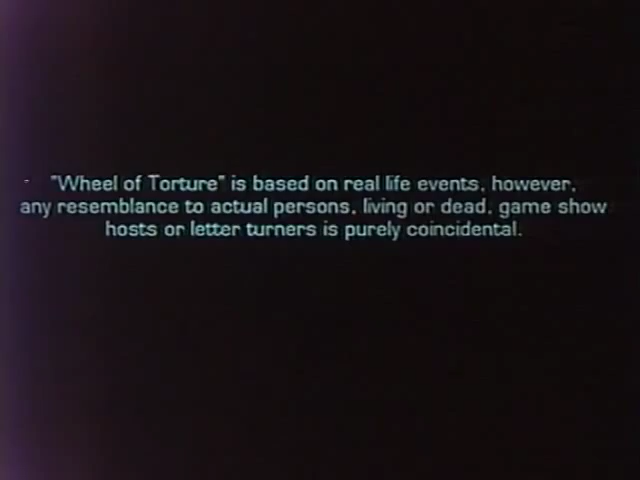 "Wheel of Torture" is based on real life events, however,
any resemblance to actual persons, living or dead, game show
hosts or letter turners is purely coincidental.